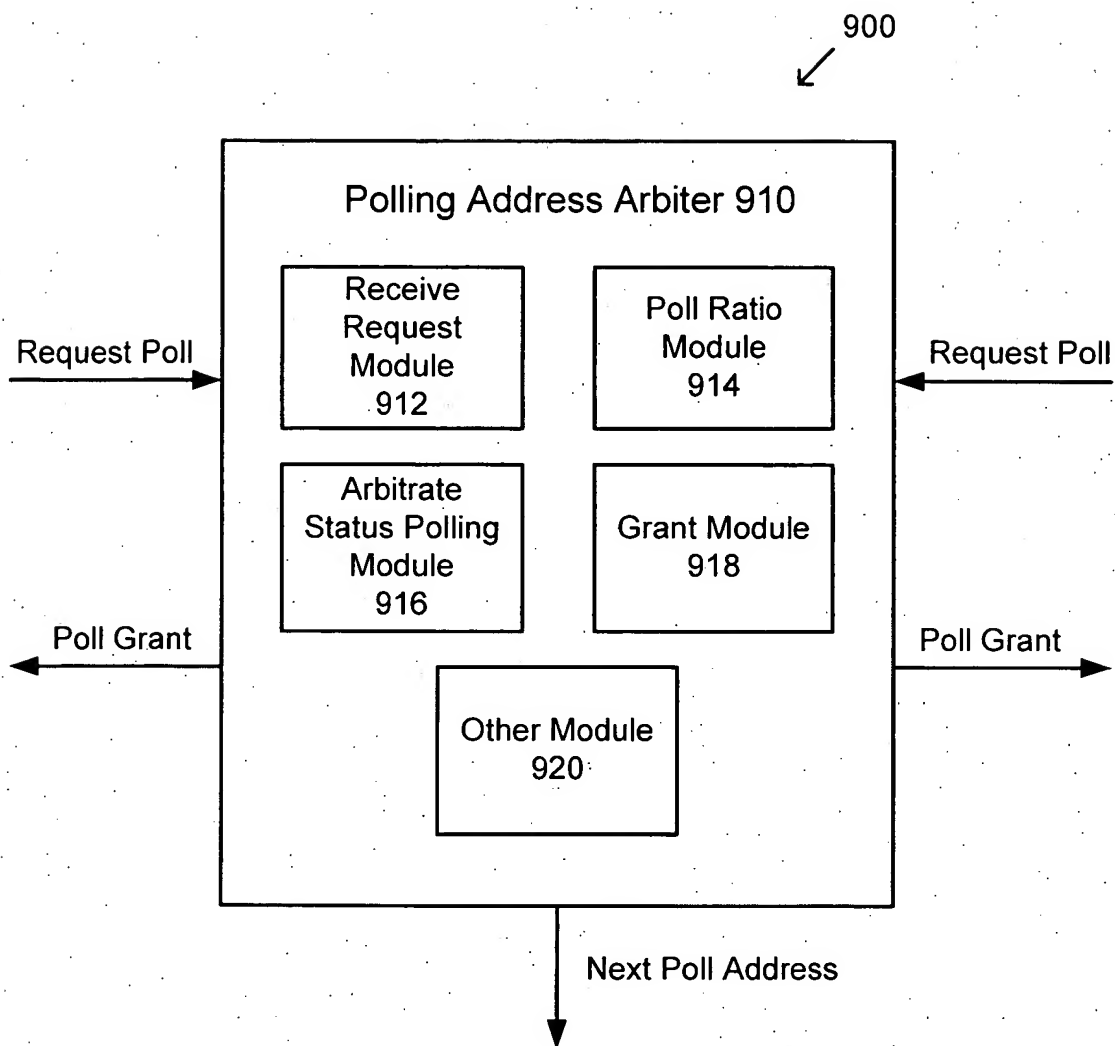 900
Polling Address Arbiter 910
Receive
Request
Module
912
Poll Ratio
Module
914
Request Poll
Request Poll
Arbitrate
Status Polling
Module
916
Grant Module
918
Poll Grant
Poll Grant
Other Module
920
Next Poll Address